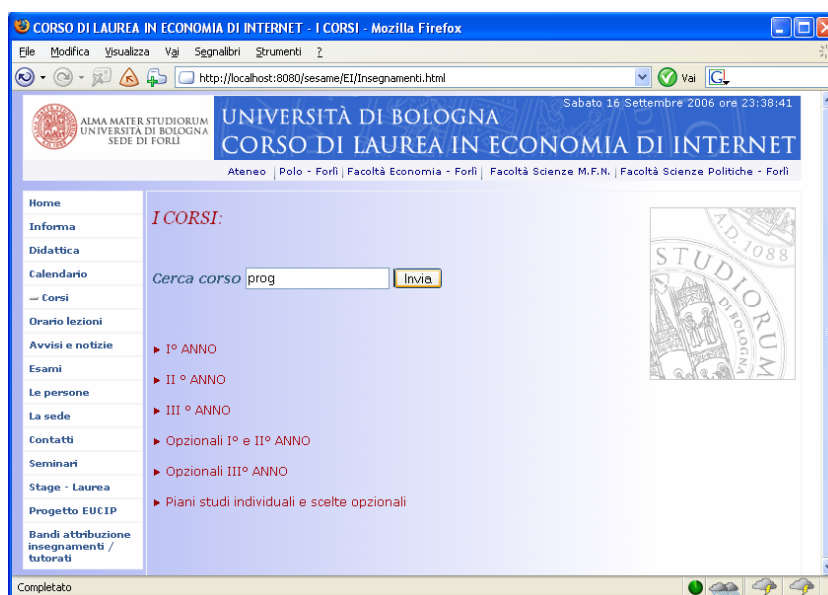 CORSO DI LAUREA IN ECONOMIA DI INTERNET - I CORSI - Mozilla Firefox
File Modifica Visualizza Vai Segnalibri Strumenti ?
http://localhost:8080/sesame/EI/Insegnamenti.html Vai G
Sabato 16 Settembre 2006 ore 23:38:41
ALMA MATER STUDIORUM
UNIVERSITÀ DI BOLOGNA
SEDE DI FORLÌ
UNIVERSITÀ DI BOLOGNA
CORSO DI LAUREA IN ECONOMIA DI INTERNET
Ateneo | Polo - Forlì | Facoltà Economia - Forlì | Facoltà Scienze M.F.N. | Facoltà Scienze Politiche - Forlì
Home
Informa
Didattica
Calendario
Corsi
Orario lezioni
Avvisi e notizie
Esami
Le persone
La sede
Contatti
Seminari
Stage - Laurea
Progetto EUCIP
Bandi attribuzione
insegnamenti /
tutorati
I CORSI:
Cerca corso prog Invia
I° ANNO
II ° ANNO
III ° ANNO
Opzionali I° e II° ANNO
Opzionali III° ANNO
Piani studi individuali e scelte opzionali
A.D. 1088
STUDIORUM
BOLOGNA
Completato